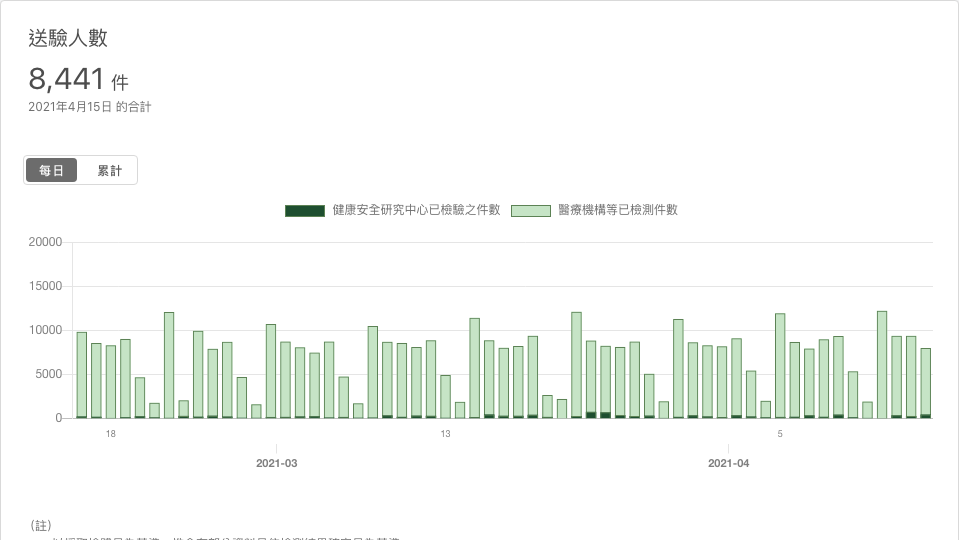 送驗人數
8,441 件
2021年4月15日 的合計
每日 累計
健康安全研究中心已檢驗之件數 醫療機構等已檢測件數
20000
15000
10000
5000
0
18 13 5
2021-03 2021-04
(註)